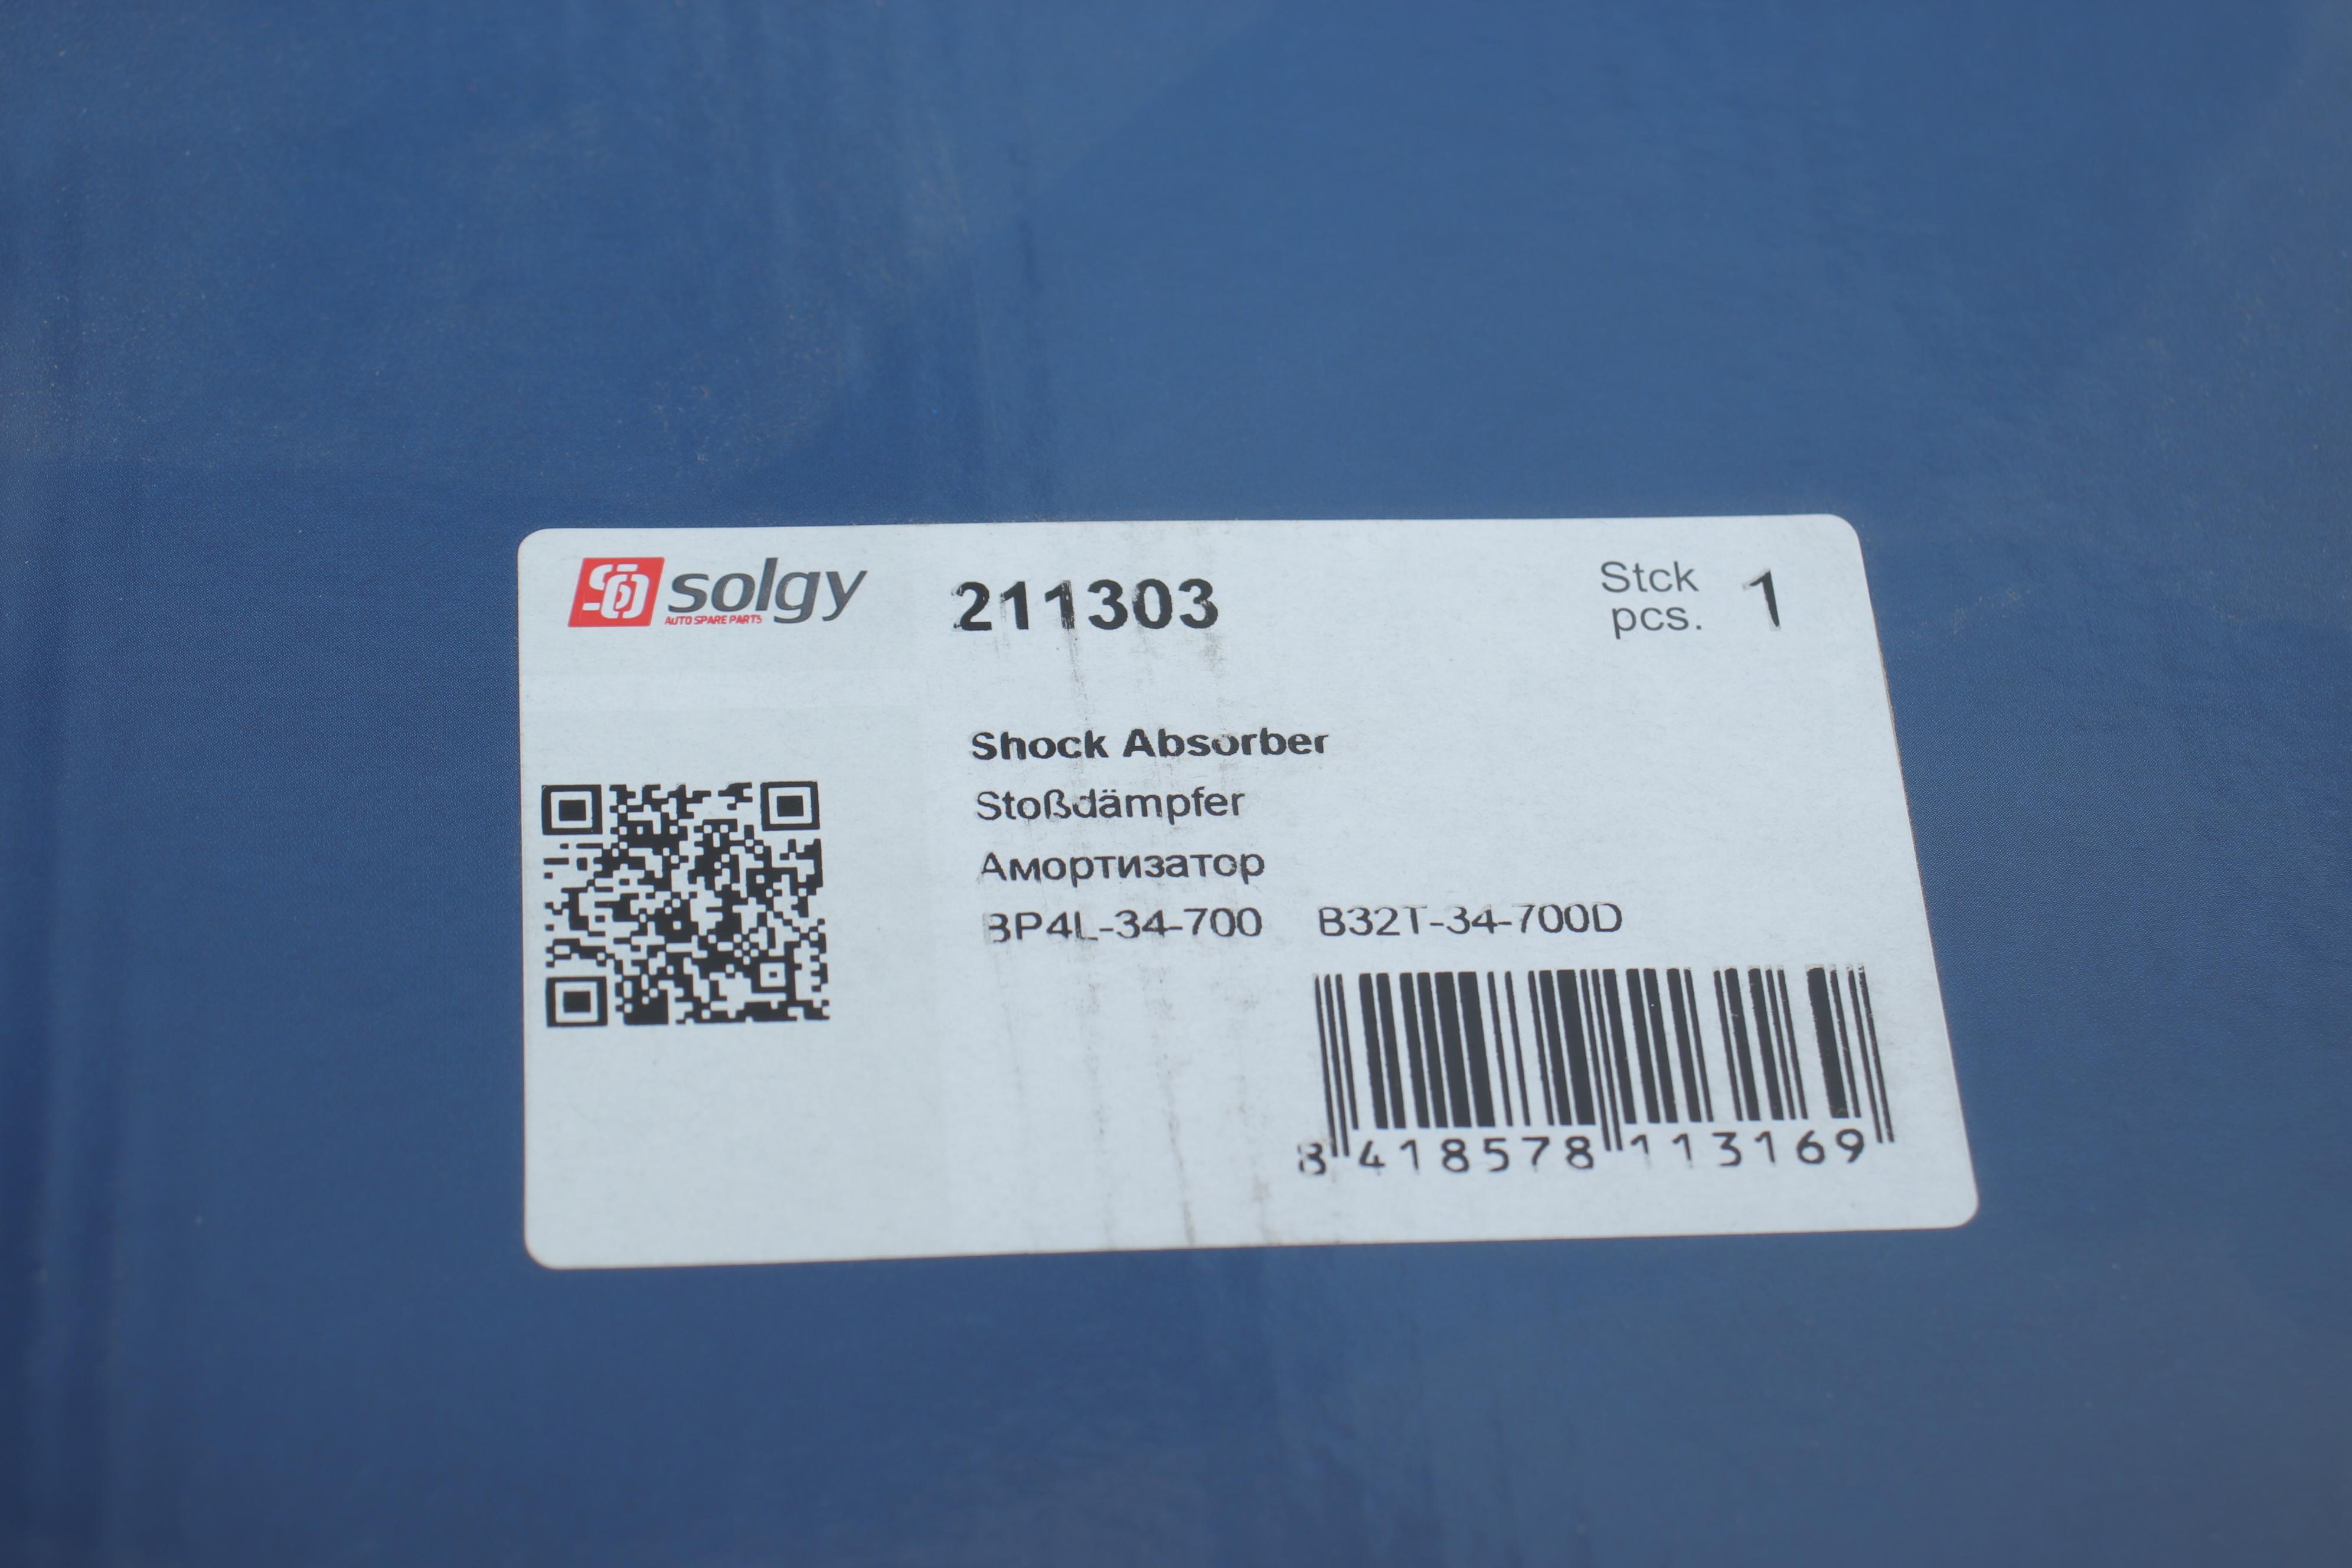 solgy
AUTO SPARE PARTS
211303
Stck
pcs. 1
Shock Absorber
Stoßdämpfer
Амортизатор
BP4L-34-700 B32T-34-700D
8 418578 113169